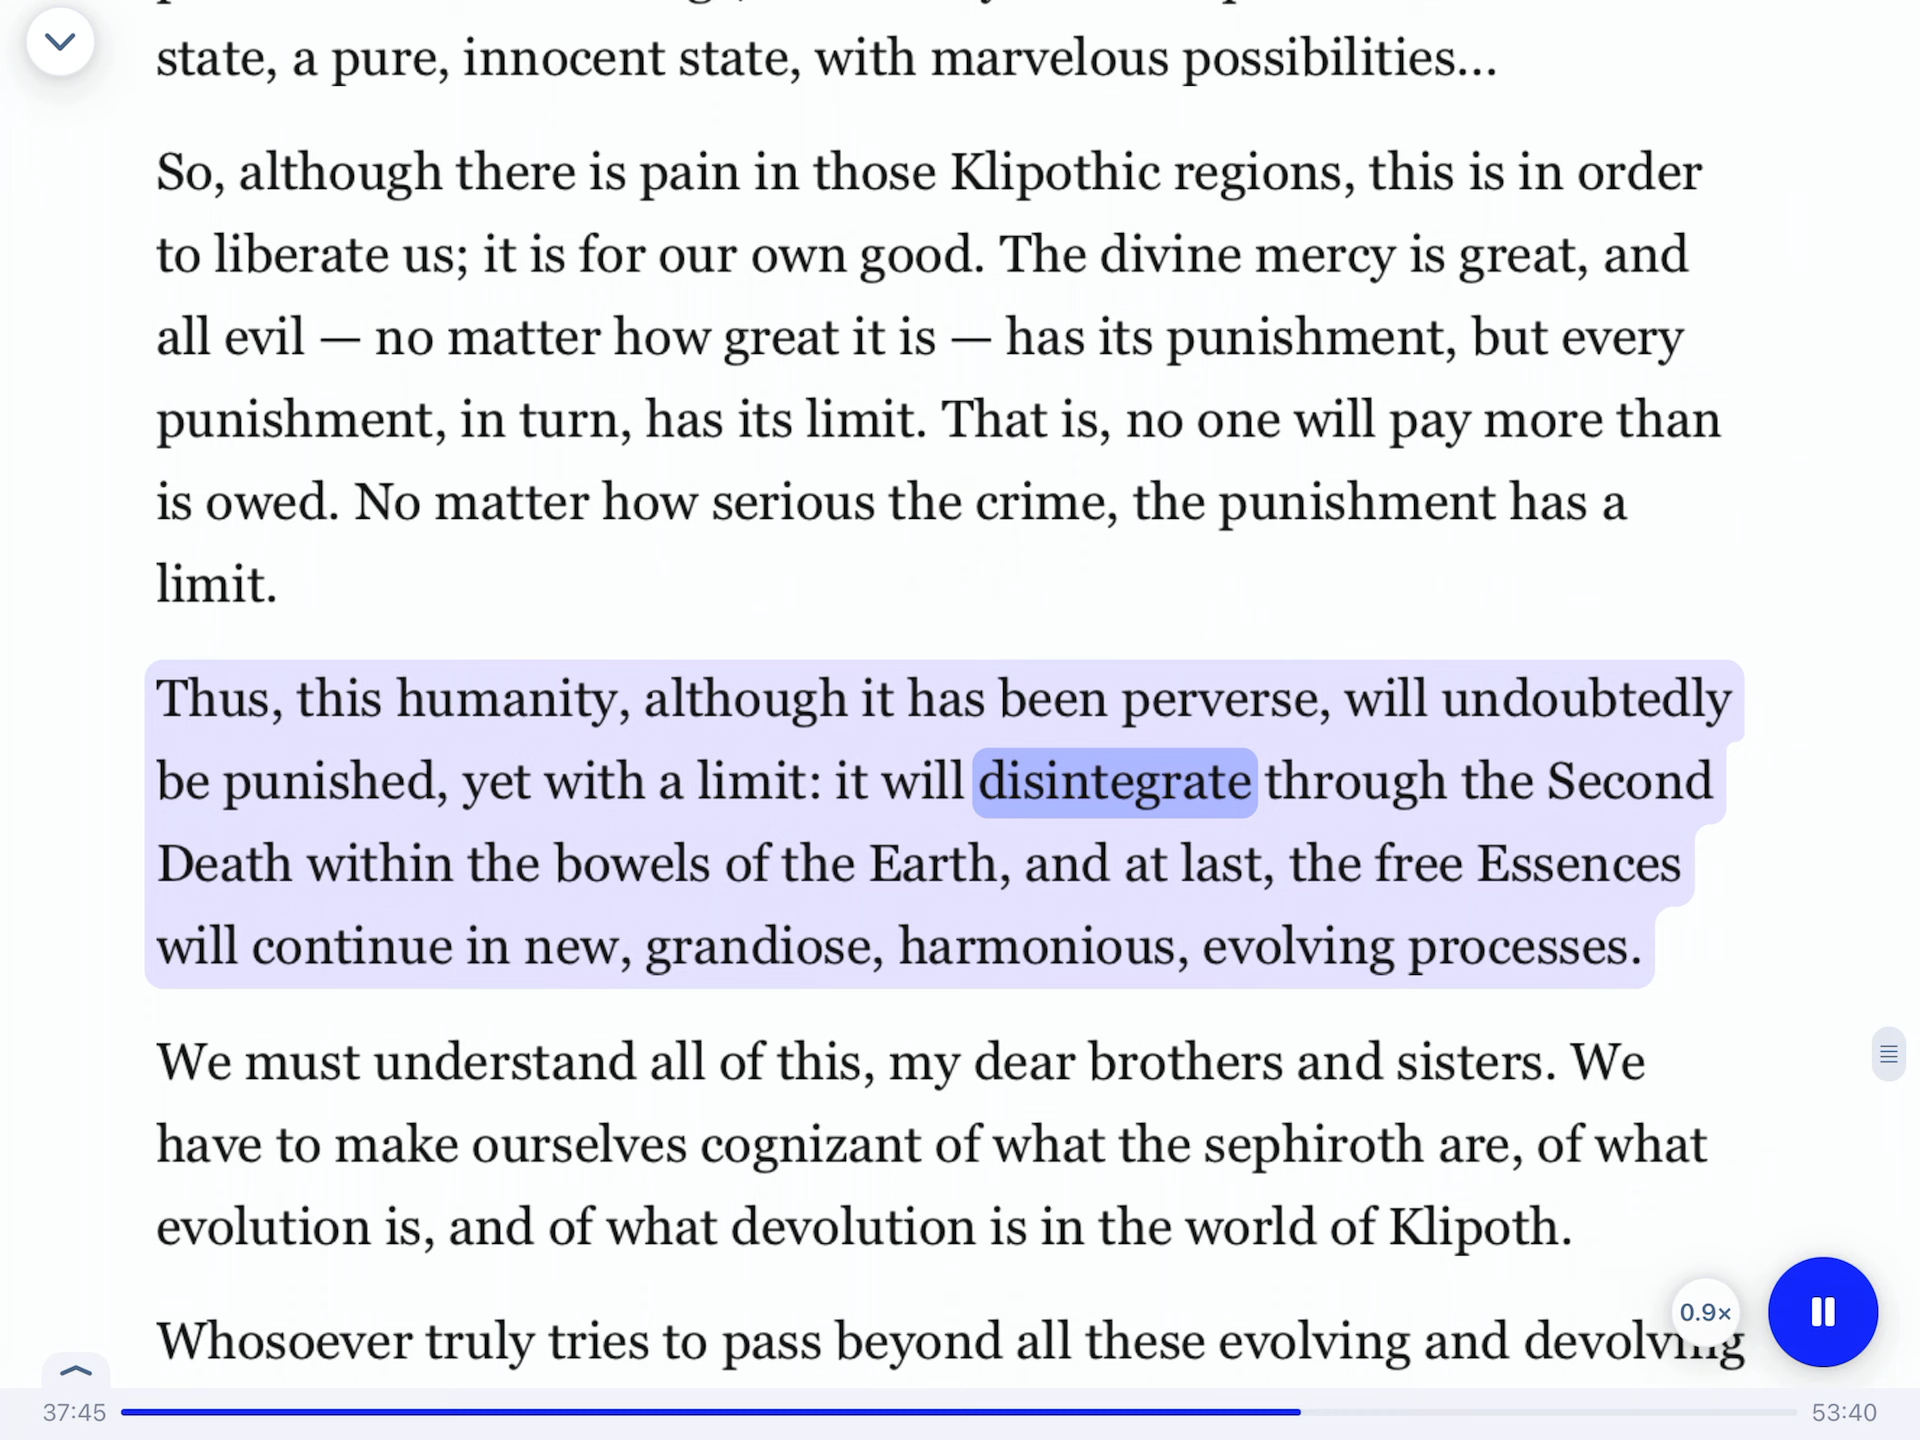 state, a pure, innocent state, with marvelous possibilities...
So, although there is pain in those Klipothic regions, this is in order
to liberate us; it is for our own good. The divine mercy is great, and
all evil — no matter how great it is — has its punishment, but every
punishment, in turn, has its limit. That is, no one will pay more than
is owed. No matter how serious the crime, the punishment has a
limit.
Thus, this humanity, although it has been perverse, will undoubtedly
be punished, yet with a limit: it will disintegrate through the Second
Death within the bowels of the Earth, and at last, the free Essences
will continue in new, grandiose, harmonious, evolving processes.
We must understand all of this, my dear brothers and sisters. We
have to make ourselves cognizant of what the sephiroth are, of what
evolution is, and of what devolution is in the world of Klipoth.
0.9×
Whosoever truly tries to pass beyond all these evolving and devolving
37:45
53:40